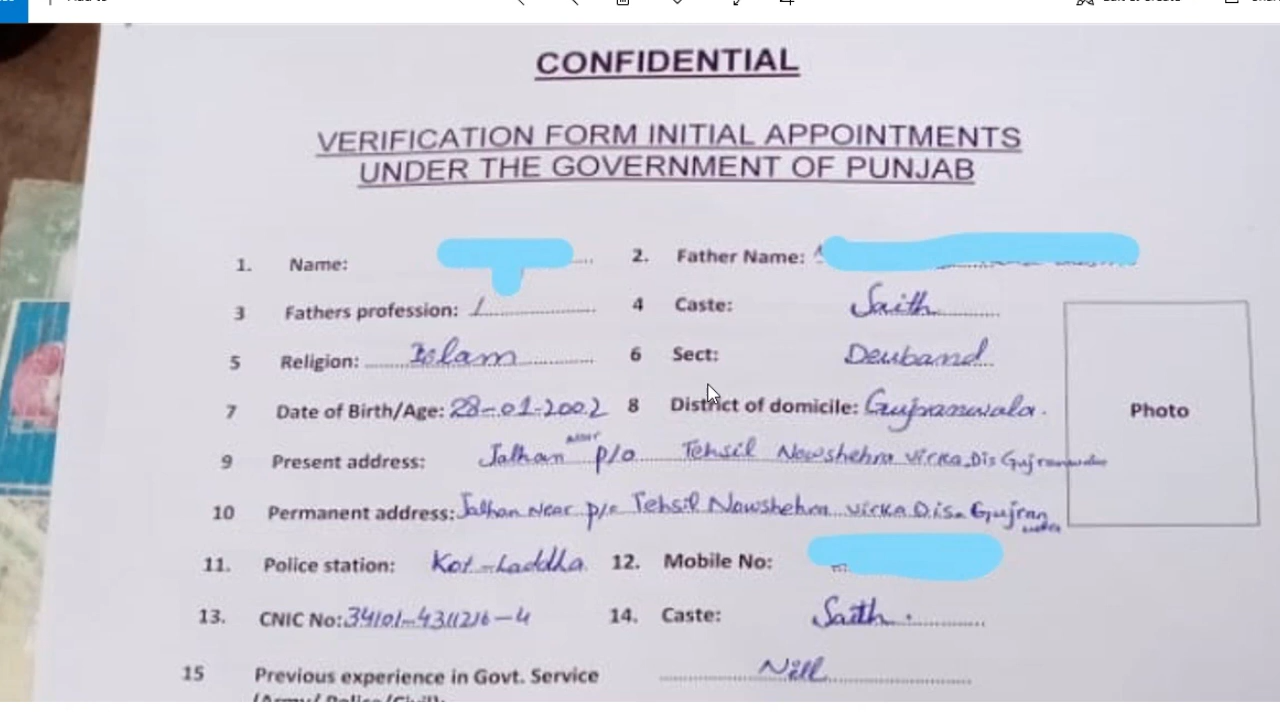 CONFIDENTIAL
VERIFICATION FORM INITIAL APPOINTMENTS
UNDER THE GOVERNMENT OF PUNJAB
1. Name: 2. Father Name:
3 Fathers profession: / 4 Caste: Saith
5 Religion: Islam 6 Sect: Deuband
7 Date of Birth/Age: 28-01-2002 8 District of domicile: Gujranwala.
9 Present address: Jalhan near p/o Tehsil Nowshehra virka Dis Gujranwala
Photo
10 Permanent address: Jalhan Near p/o Tehsil Nowshehra virka Dis. Gujranwala
11. Police station: Kot-Laddha 12. Mobile No:
13. CNIC No: 14. Caste: Saith.
15 Previous experience in Govt. Service Nill
(Army/ Police/Civil):